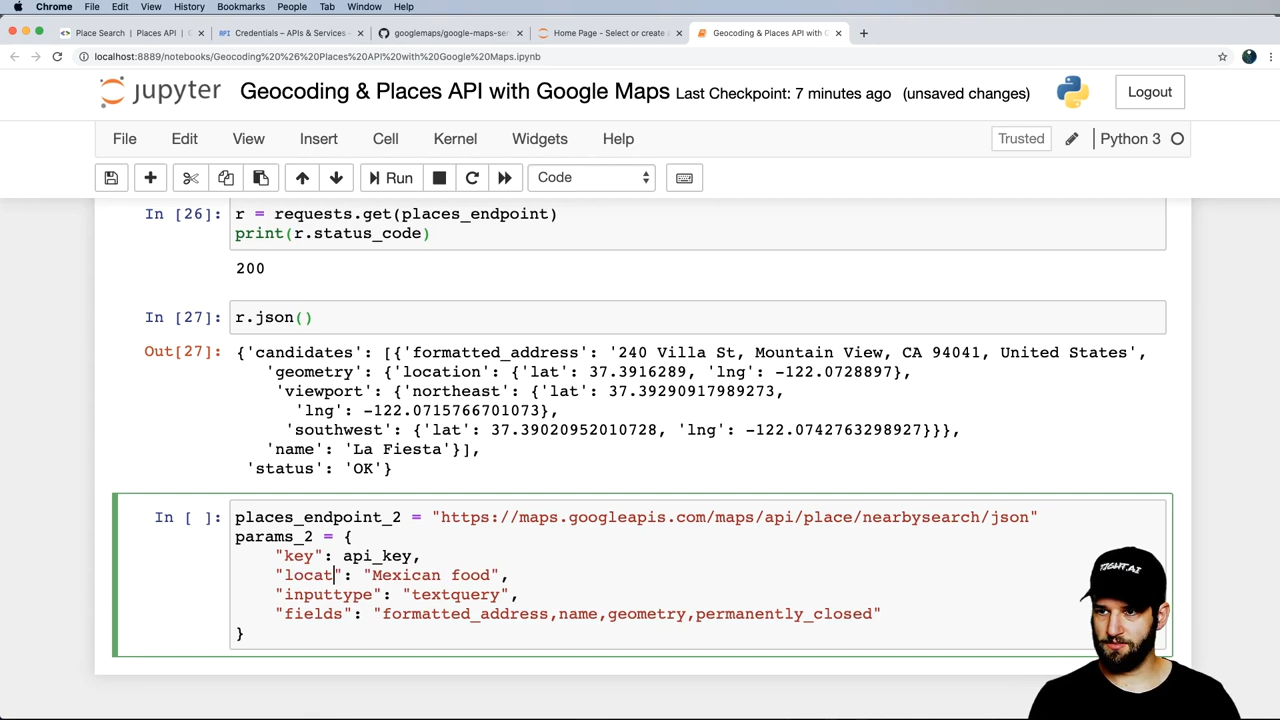 Chrome File Edit View History Bookmarks People Tab Window Help
Place Search | Places API | G
Credentials – APIs & Services –
googlemaps/google-maps-ser
Home Page - Select or create a
Geocoding & Places API with G
localhost:8889/notebooks/Geocoding%20%26%20Places%20API%20with%20Google%20Maps.ipynb
jupyter Geocoding & Places API with Google Maps Last Checkpoint: 7 minutes ago (unsaved changes) Logout
File Edit View Insert Cell Kernel Widgets Help Trusted Python 3
Run Code
In [26]: r = requests.get(places_endpoint)
print(r.status_code)
200
In [27]: r.json()
Out[27]: {'candidates': [{'formatted_address': '240 Villa St, Mountain View, CA 94041, United States',
'geometry': {'location': {'lat': 37.3916289, 'lng': -122.0728897},
'viewport': {'northeast': {'lat': 37.39290917989273,
'lng': -122.0715766701073},
'southwest': {'lat': 37.39020952010728, 'lng': -122.0742763298927}}},
'name': 'La Fiesta'}],
'status': 'OK'}
In [ ]: places_endpoint_2 = "https://maps.googleapis.com/maps/api/place/nearbysearch/json"
params_2 = {
"key": api_key,
"locat": "Mexican food",
"inputtype": "textquery",
"fields": "formatted_address,name,geometry,permanently_closed"
}
TIGHT.AI